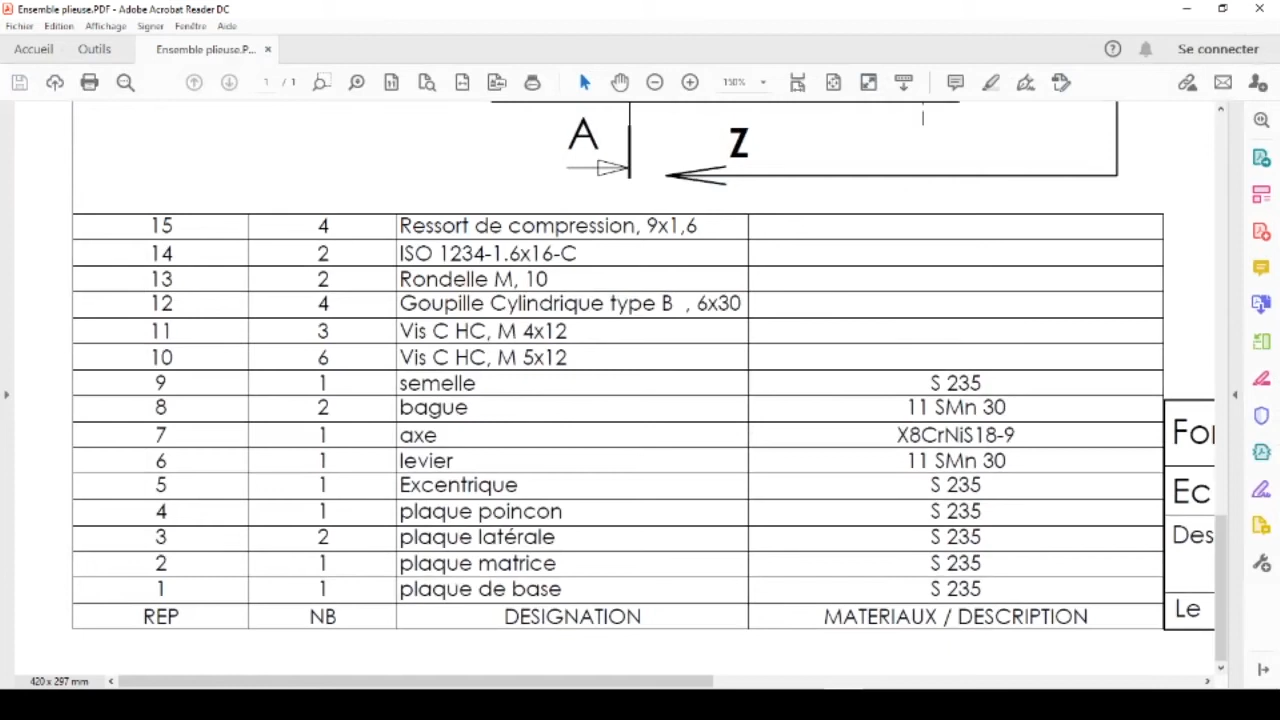 Ensemble plieuse.PDF - Adobe Acrobat Reader DC
Fichier Edition Affichage Signer Fenêtre Aide
Accueil Outils Ensemble plieuse.P... × Se connecter
1 / 1 150%
A Z
15 4 Ressort de compression, 9x1,6
14 2 ISO 1234-1.6x16-C
13 2 Rondelle M, 10
12 4 Goupille Cylindrique type B , 6x30
11 3 Vis C HC, M 4x12
10 6 Vis C HC, M 5x12
9 1 semelle S 235
8 2 bague 11 SMn 30
7 1 axe X8CrNiS18-9
6 1 levier 11 SMn 30
5 1 Excentrique S 235
4 1 plaque poincon S 235
3 2 plaque latérale S 235
2 1 plaque matrice S 235
1 1 plaque de base S 235
REP NB DESIGNATION MATERIAUX / DESCRIPTION
For
Ec
Des
Le
420 x 297 mm